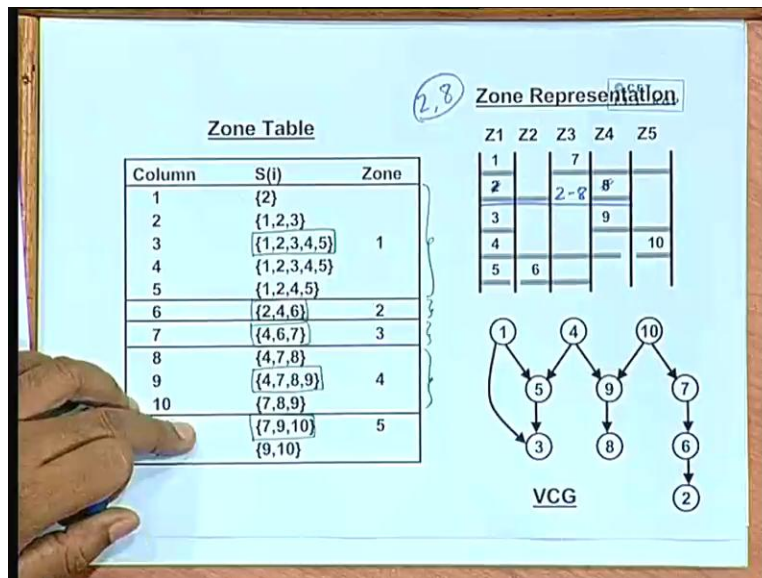 2,8
Zone Representation
Zone Table
Column S(i) Zone
1 {2}
2 {1,2,3}
3 {1,2,3,4,5} 1
4 {1,2,3,4,5}
5 {1,2,4,5}
6 {2,4,6} 2
7 {4,6,7} 3
8 {4,7,8}
9 {4,7,8,9} 4
10 {7,8,9}
{7,9,10} 5
{9,10}
Z1 Z2 Z3 Z4 Z5
1 7
2 2-8 8
3 9
4 10
5 6
1 4 10
5 9 7
3 8 6
2
VCG